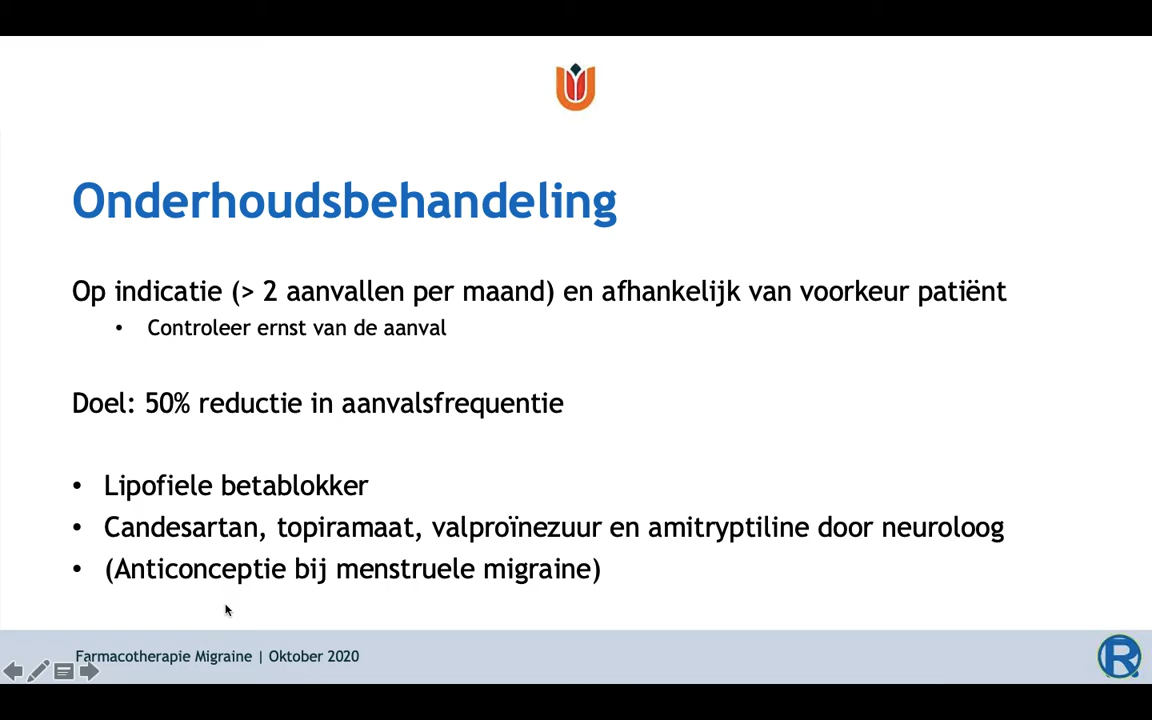 Onderhoudsbehandeling
Op indicatie (> 2 aanvallen per maand) en afhankelijk van voorkeur patiënt
• Controleer ernst van de aanval
Doel: 50% reductie in aanvalsfrequentie
• Lipofiele betablokker
• Candesartan, topiramaat, valproïnezuur en amitryptiline door neuroloog
• (Anticonceptie bij menstruele migraine)
Farmacotherapie Migraine | Oktober 2020
R